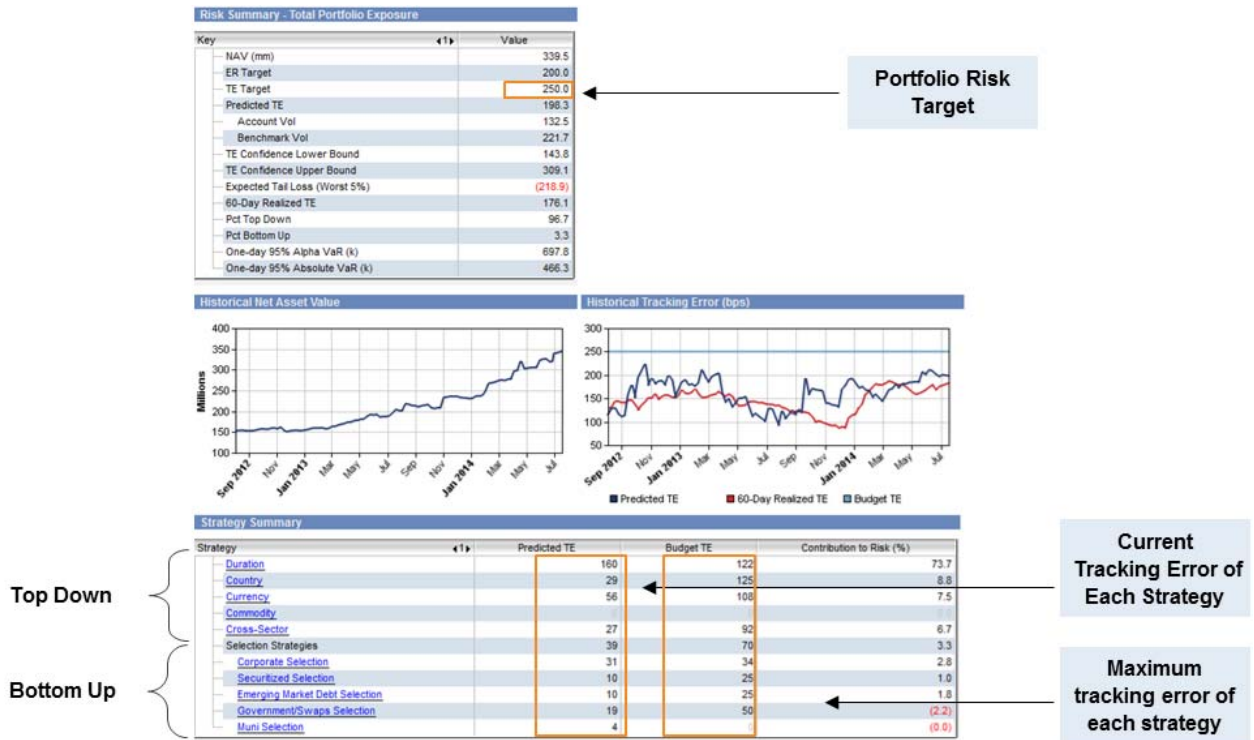 Risk Summary - Total Portfolio Exposure
Key 1 Value
NAV (mm) 339.5
ER Target 200.0
TE Target 250.0
Predicted TE 198.3
Account Vol 132.5
Benchmark Vol 221.7
TE Confidence Lower Bound 143.8
TE Confidence Upper Bound 309.1
Expected Tail Loss (Worst 5%) (218.9)
60-Day Realized TE 176.1
Pct Top Down 96.7
Pct Bottom Up 3.3
One-day 95% Alpha VaR (k) 697.8
One-day 95% Absolute VaR (k) 466.3
Portfolio Risk
Target
Historical Net Asset Value
Millions
400
350
300
250
200
150
100
Sep 2012 Nov Jan 2013 Mar May Jul Sep Nov Jan 2014 Mar May Jul
Historical Tracking Error (bps)
300
250
200
150
100
50
Sep 2012 Nov Jan 2013 Mar May Jul Sep Nov Jan 2014 Mar May Jul
Predicted TE 60-Day Realized TE Budget TE
Strategy Summary
Strategy 1 Predicted TE Budget TE Contribution to Risk (%)
Duration 160 122 73.7
Country 29 125 8.8
Currency 56 108 7.5
Commodity
Cross-Sector 27 92 6.7
Selection Strategies 39 70 3.3
Corporate Selection 31 34 2.8
Securitized Selection 10 25 1.0
Emerging Market Debt Selection 10 25 1.8
Government/Swaps Selection 19 50 (2.2)
Muni Selection 4 0 (0.0)
Top Down
Bottom Up
Current
Tracking Error of
Each Strategy
Maximum
tracking error of
each strategy